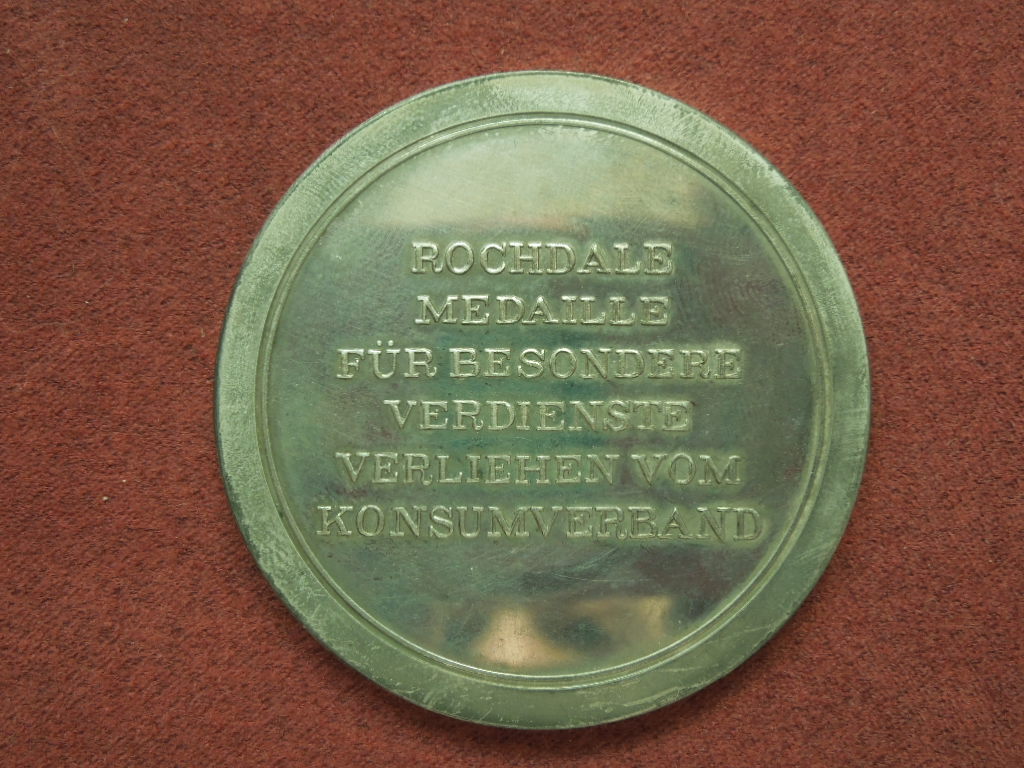 ROCHDALE
MEDAILLE
FÜR BESONDERE
VERDIENSTE
VERLIEHEN VOM
KONSUMVERBAND